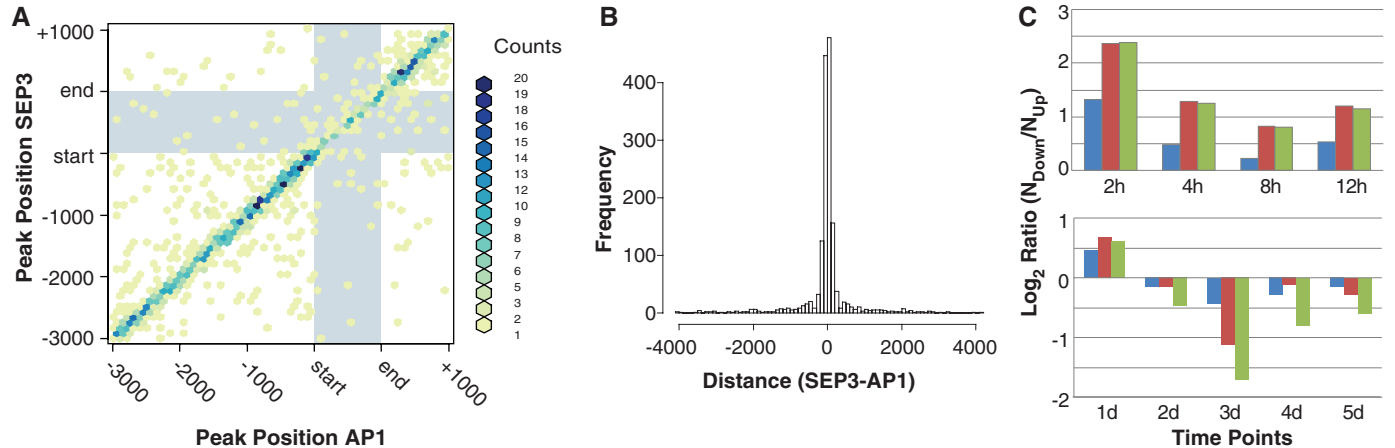 A
Peak Position SEP3
+1000
end
start
-1000
-2000
-3000
-3000
-2000
-1000
start
end
+1000
Peak Position AP1
Counts
20
19
18
16
15
14
13
12
10
9
8
7
6
5
3
2
1
B
Frequency
400
300
200
100
0
-4000
-2000
0
2000
4000
Distance (SEP3-AP1)
C
Log2 Ratio (NDown/NUp)
3
2
1
0
2h
4h
8h
12h
1
0
-1
-2
1d
2d
3d
4d
5d
Time Points